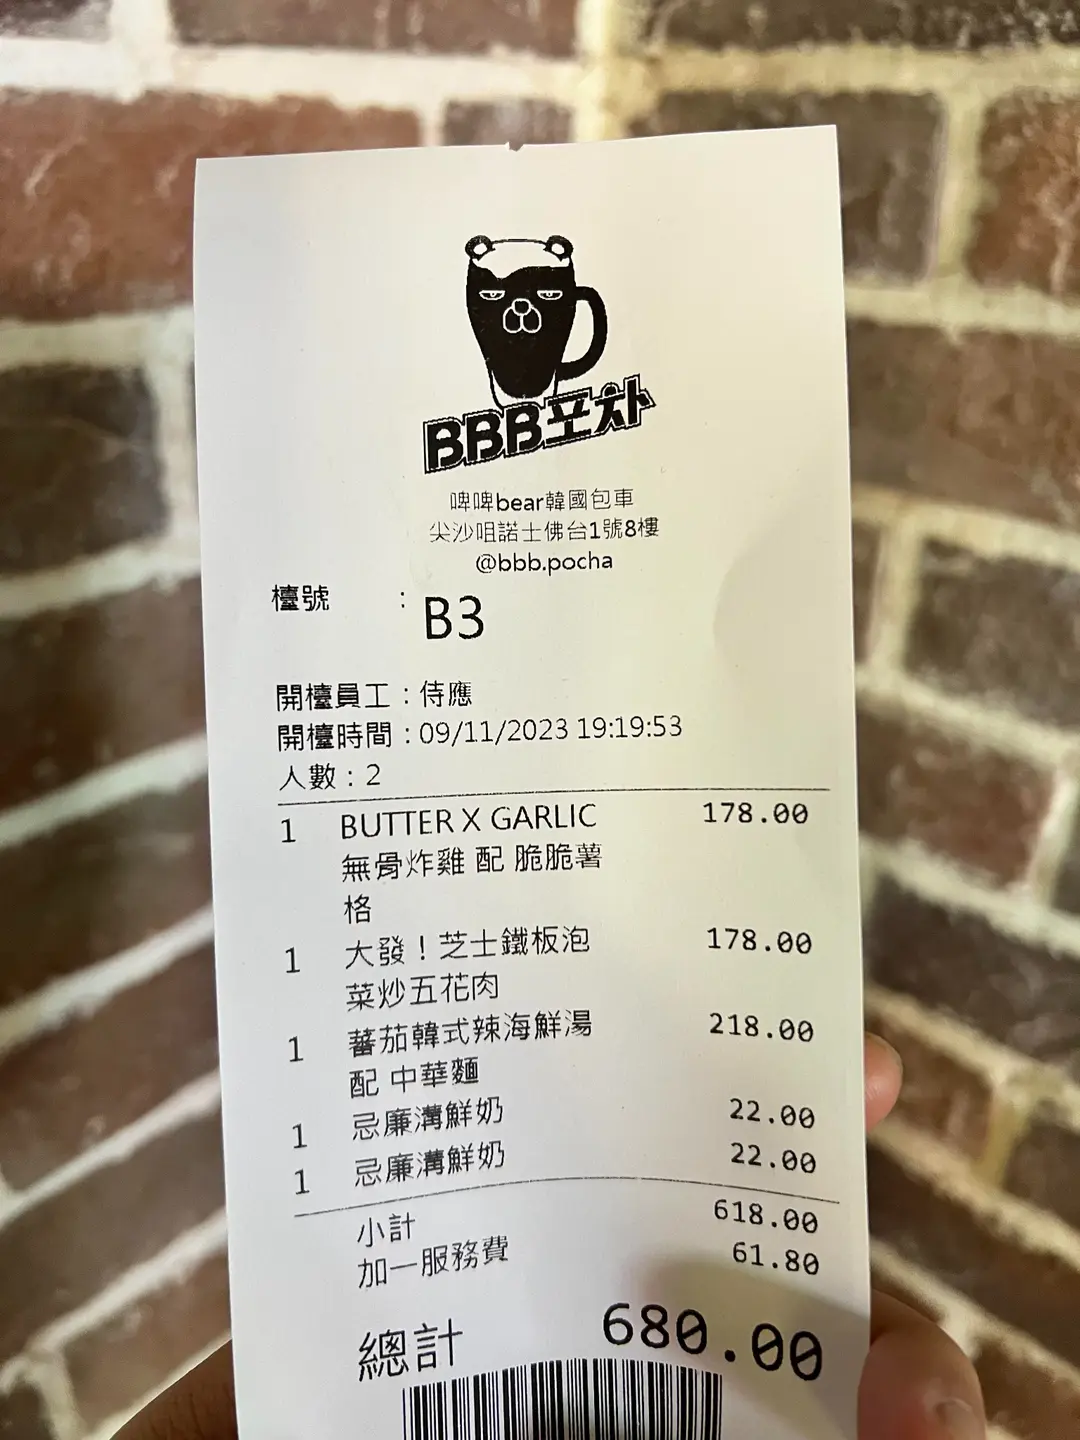 BBB포차
啤啤bear韓國包車
尖沙咀諾士佛台1號8樓
@bbb.pocha
檯號 : B3
開檯員工 : 侍應
開檯時間 : 09/11/2023 19:19:53
人數 : 2
1 BUTTER X GARLIC 178.00
無骨炸雞 配 脆脆薯
格
1 大發！芝士鐵板泡 178.00
菜炒五花肉
1 蕃茄韓式辣海鮮湯 218.00
配 中華麵
1 忌廉溝鮮奶 22.00
1 忌廉溝鮮奶 22.00
小計 618.00
加一服務費 61.80
總計 680.00